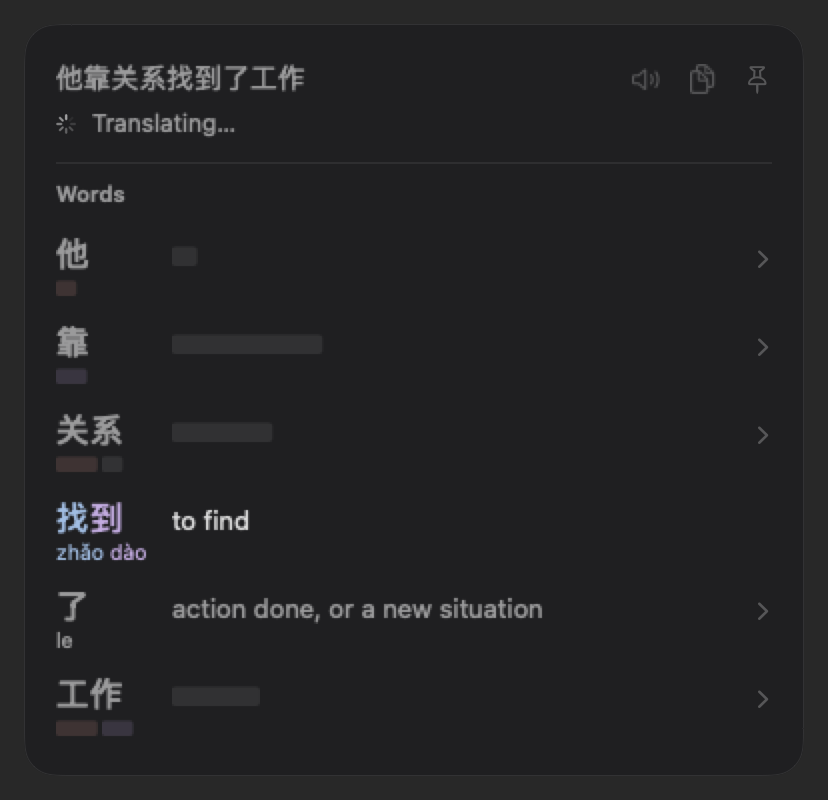 他靠关系找到了工作
Translating...
Words
他
靠
关系
找到 to find
zhǎo dào
了 action done, or a new situation
le
工作